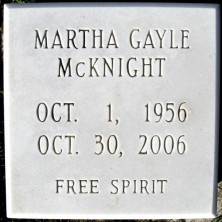 MARTHA GAYLE
McKNIGHT
OCT. 1, 1956
OCT. 30, 2006
FREE SPIRIT